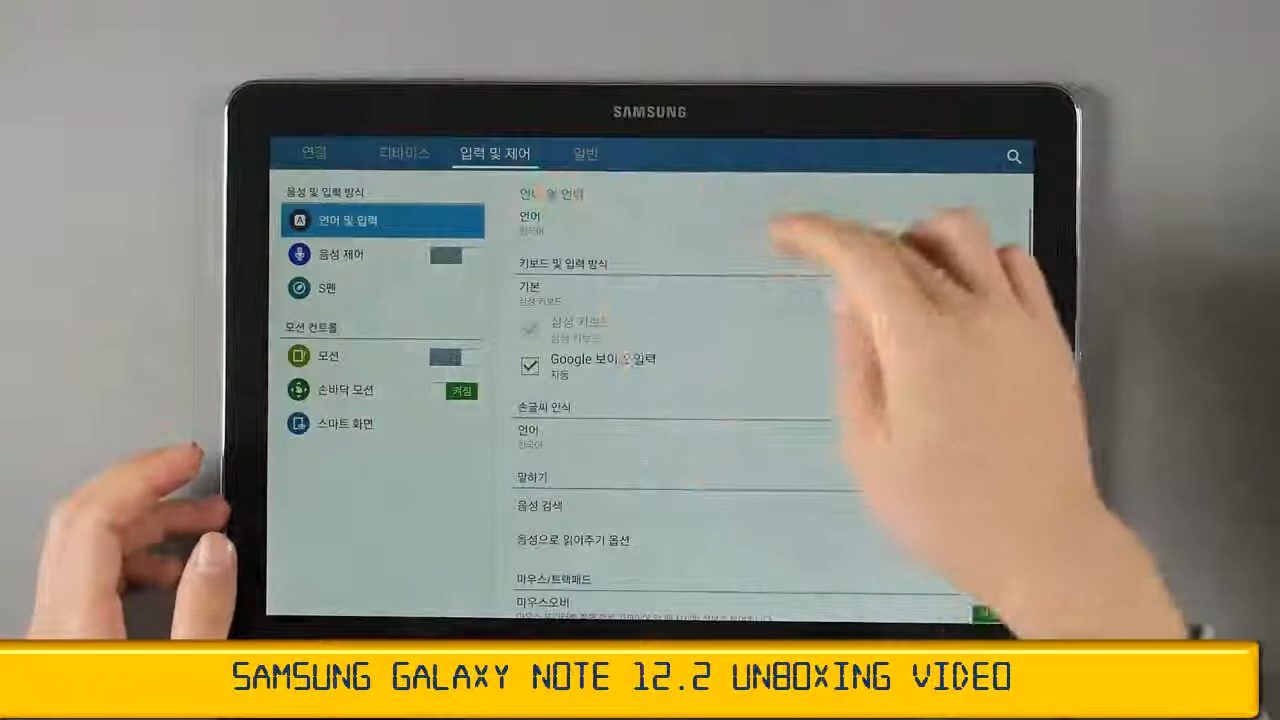 SAMSUNG
연결 디바이스 입력 및 제어 일반
음성 및 입력 방식
언어 및 입력
음성 제어
S펜
모션 컨트롤
모션
손바닥 모션 켜짐
스마트 화면
언어
한국어
키보드 및 입력 방식
기본
삼성 키보드
삼성 키보드
삼성 키보드
Google 보이스 입력
자동
손글씨 인식
언어
한국어
말하기
음성 검색
음성으로 읽어주기 옵션
마우스/트랙패드
마우스오버
SAMSUNG GALAXY NOTE 12.2 UNBOXING VIDEO